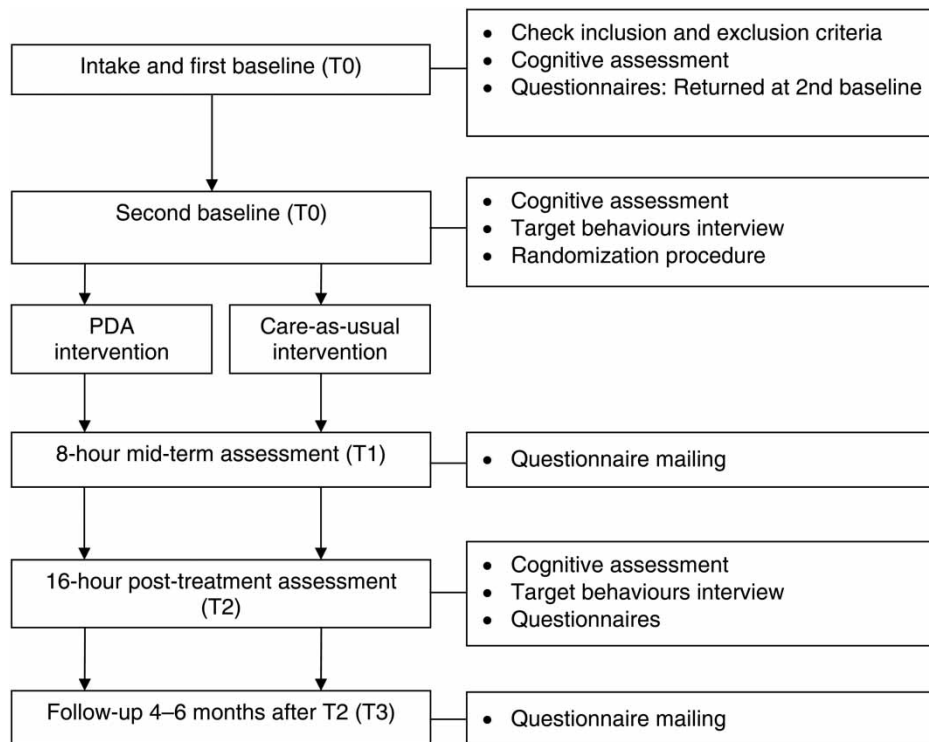 Intake and first baseline (T0)
• Check inclusion and exclusion criteria
• Cognitive assessment
• Questionnaires: Returned at 2nd baseline
Second baseline (T0)
• Cognitive assessment
• Target behaviours interview
• Randomization procedure
PDA
intervention
Care-as-usual
intervention
8-hour mid-term assessment (T1)
• Questionnaire mailing
16-hour post-treatment assessment
(T2)
• Cognitive assessment
• Target behaviours interview
• Questionnaires
Follow-up 4–6 months after T2 (T3)
• Questionnaire mailing